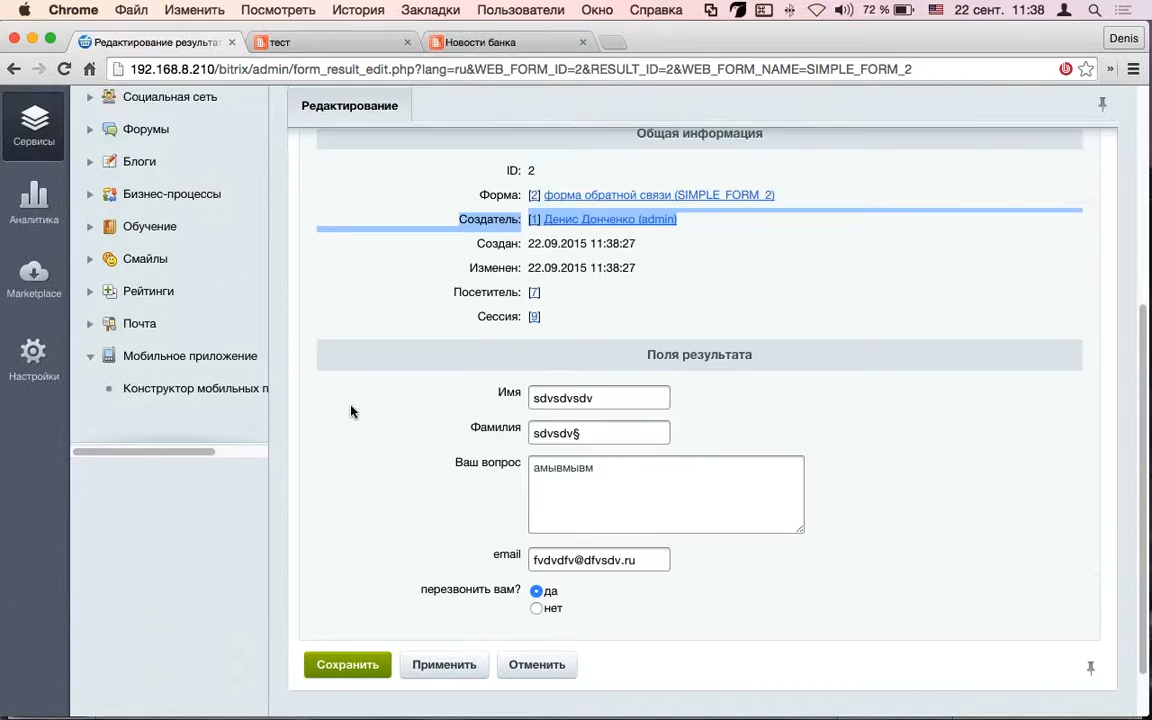 Chrome Файл Изменить Посмотреть История Закладки Пользователи Окно Справка 72 % 22 сент. 11:38
Редактирование результат тест Новости банка Denis
192.168.8.210/bitrix/admin/form_result_edit.php?lang=ru&WEB_FORM_ID=2&RESULT_ID=2&WEB_FORM_NAME=SIMPLE_FORM_2 »
Сервисы
Аналитика
Marketplace
Настройки
Социальная сеть
Форумы
Блоги
Бизнес-процессы
Обучение
Смайлы
Рейтинги
Почта
Мобильное приложение
Конструктор мобильных п
Редактирование
Общая информация
ID: 2
Форма: [2] форма обратной связи (SIMPLE_FORM_2)
Создатель: [1] Денис Донченко (admin)
Создан: 22.09.2015 11:38:27
Изменен: 22.09.2015 11:38:27
Посетитель: [7]
Сессия: [9]
Поля результата
Имя sdvsdvsdv
Фамилия sdvsdv§
Ваш вопрос амывмывм
email fvdvdfv@dfvsdv.ru
перезвонить вам? да
нет
Сохранить Применить Отменить